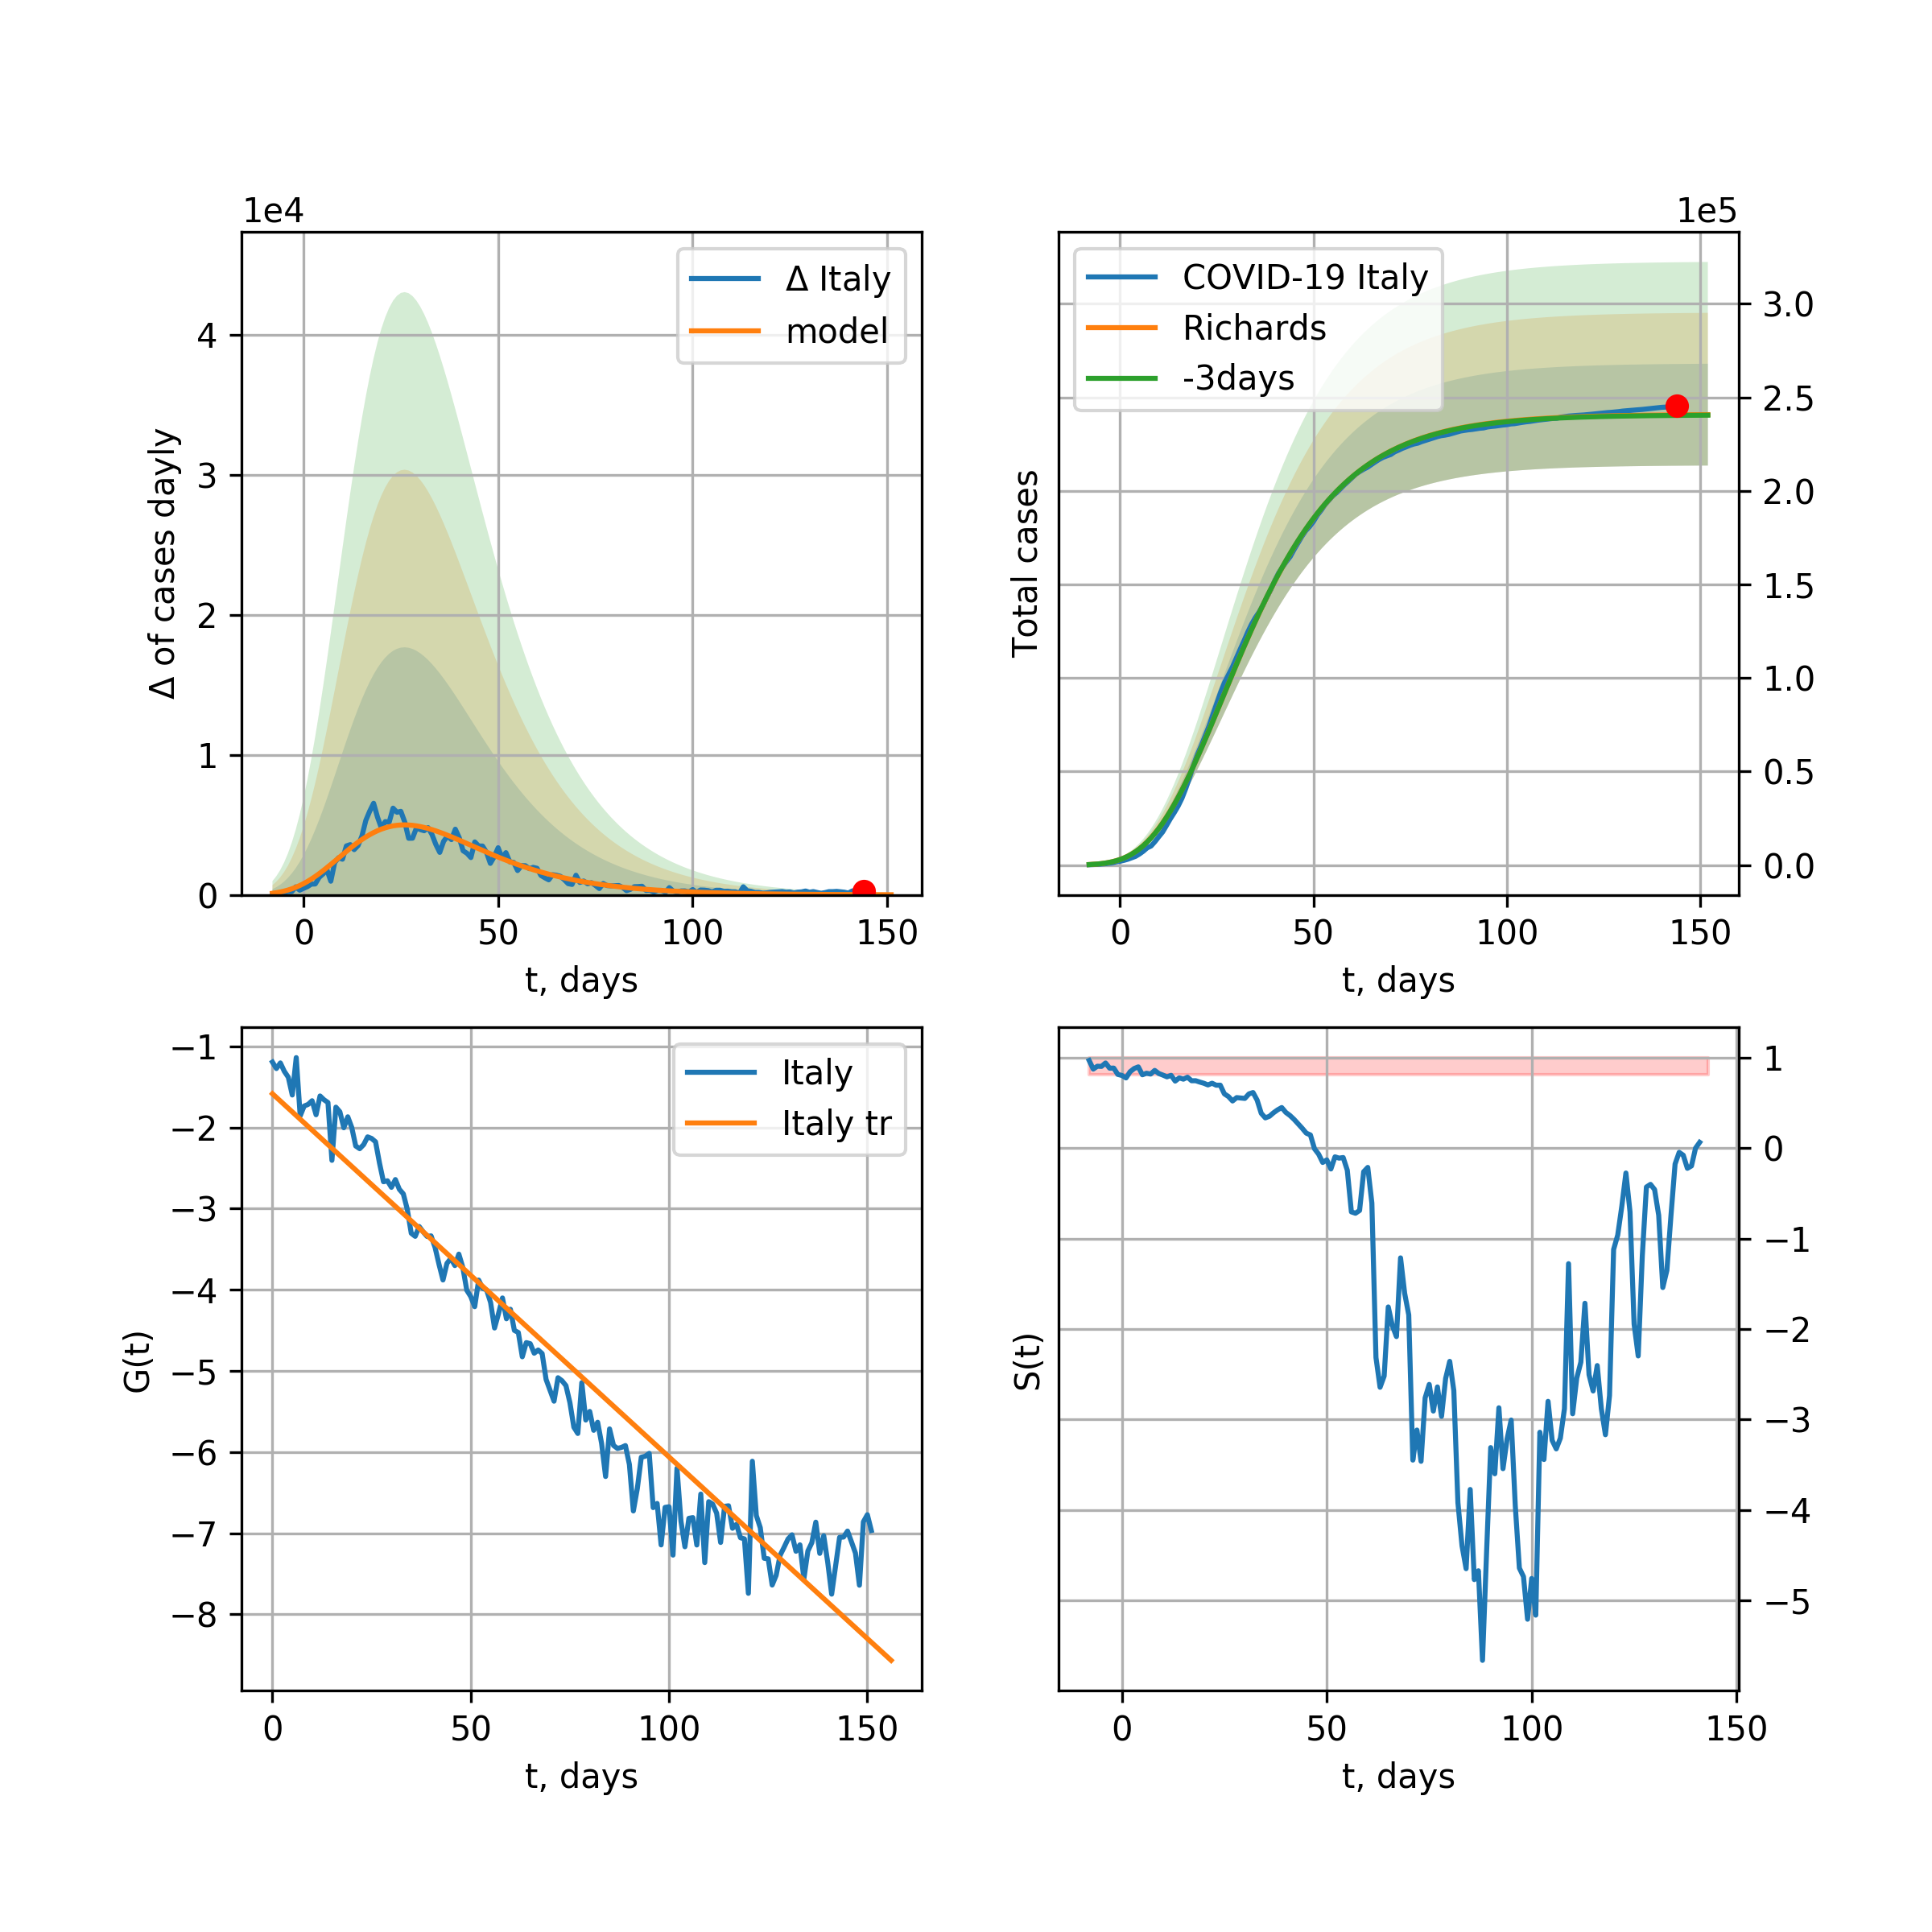 1e4
Δ of cases dayly
4
3
2
1
0
0 50 100 150
t, days
Δ Italy
model
1e5
Total cases
3.0
2.5
2.0
1.5
1.0
0.5
0.0
0 50 100 150
t, days
COVID-19 Italy
Richards
-3days
G(t)
−1
−2
−3
−4
−5
−6
−7
−8
0 50 100 150
t, days
Italy
Italy tr
S(t)
1
0
−1
−2
−3
−4
−5
0 50 100 150
t, days